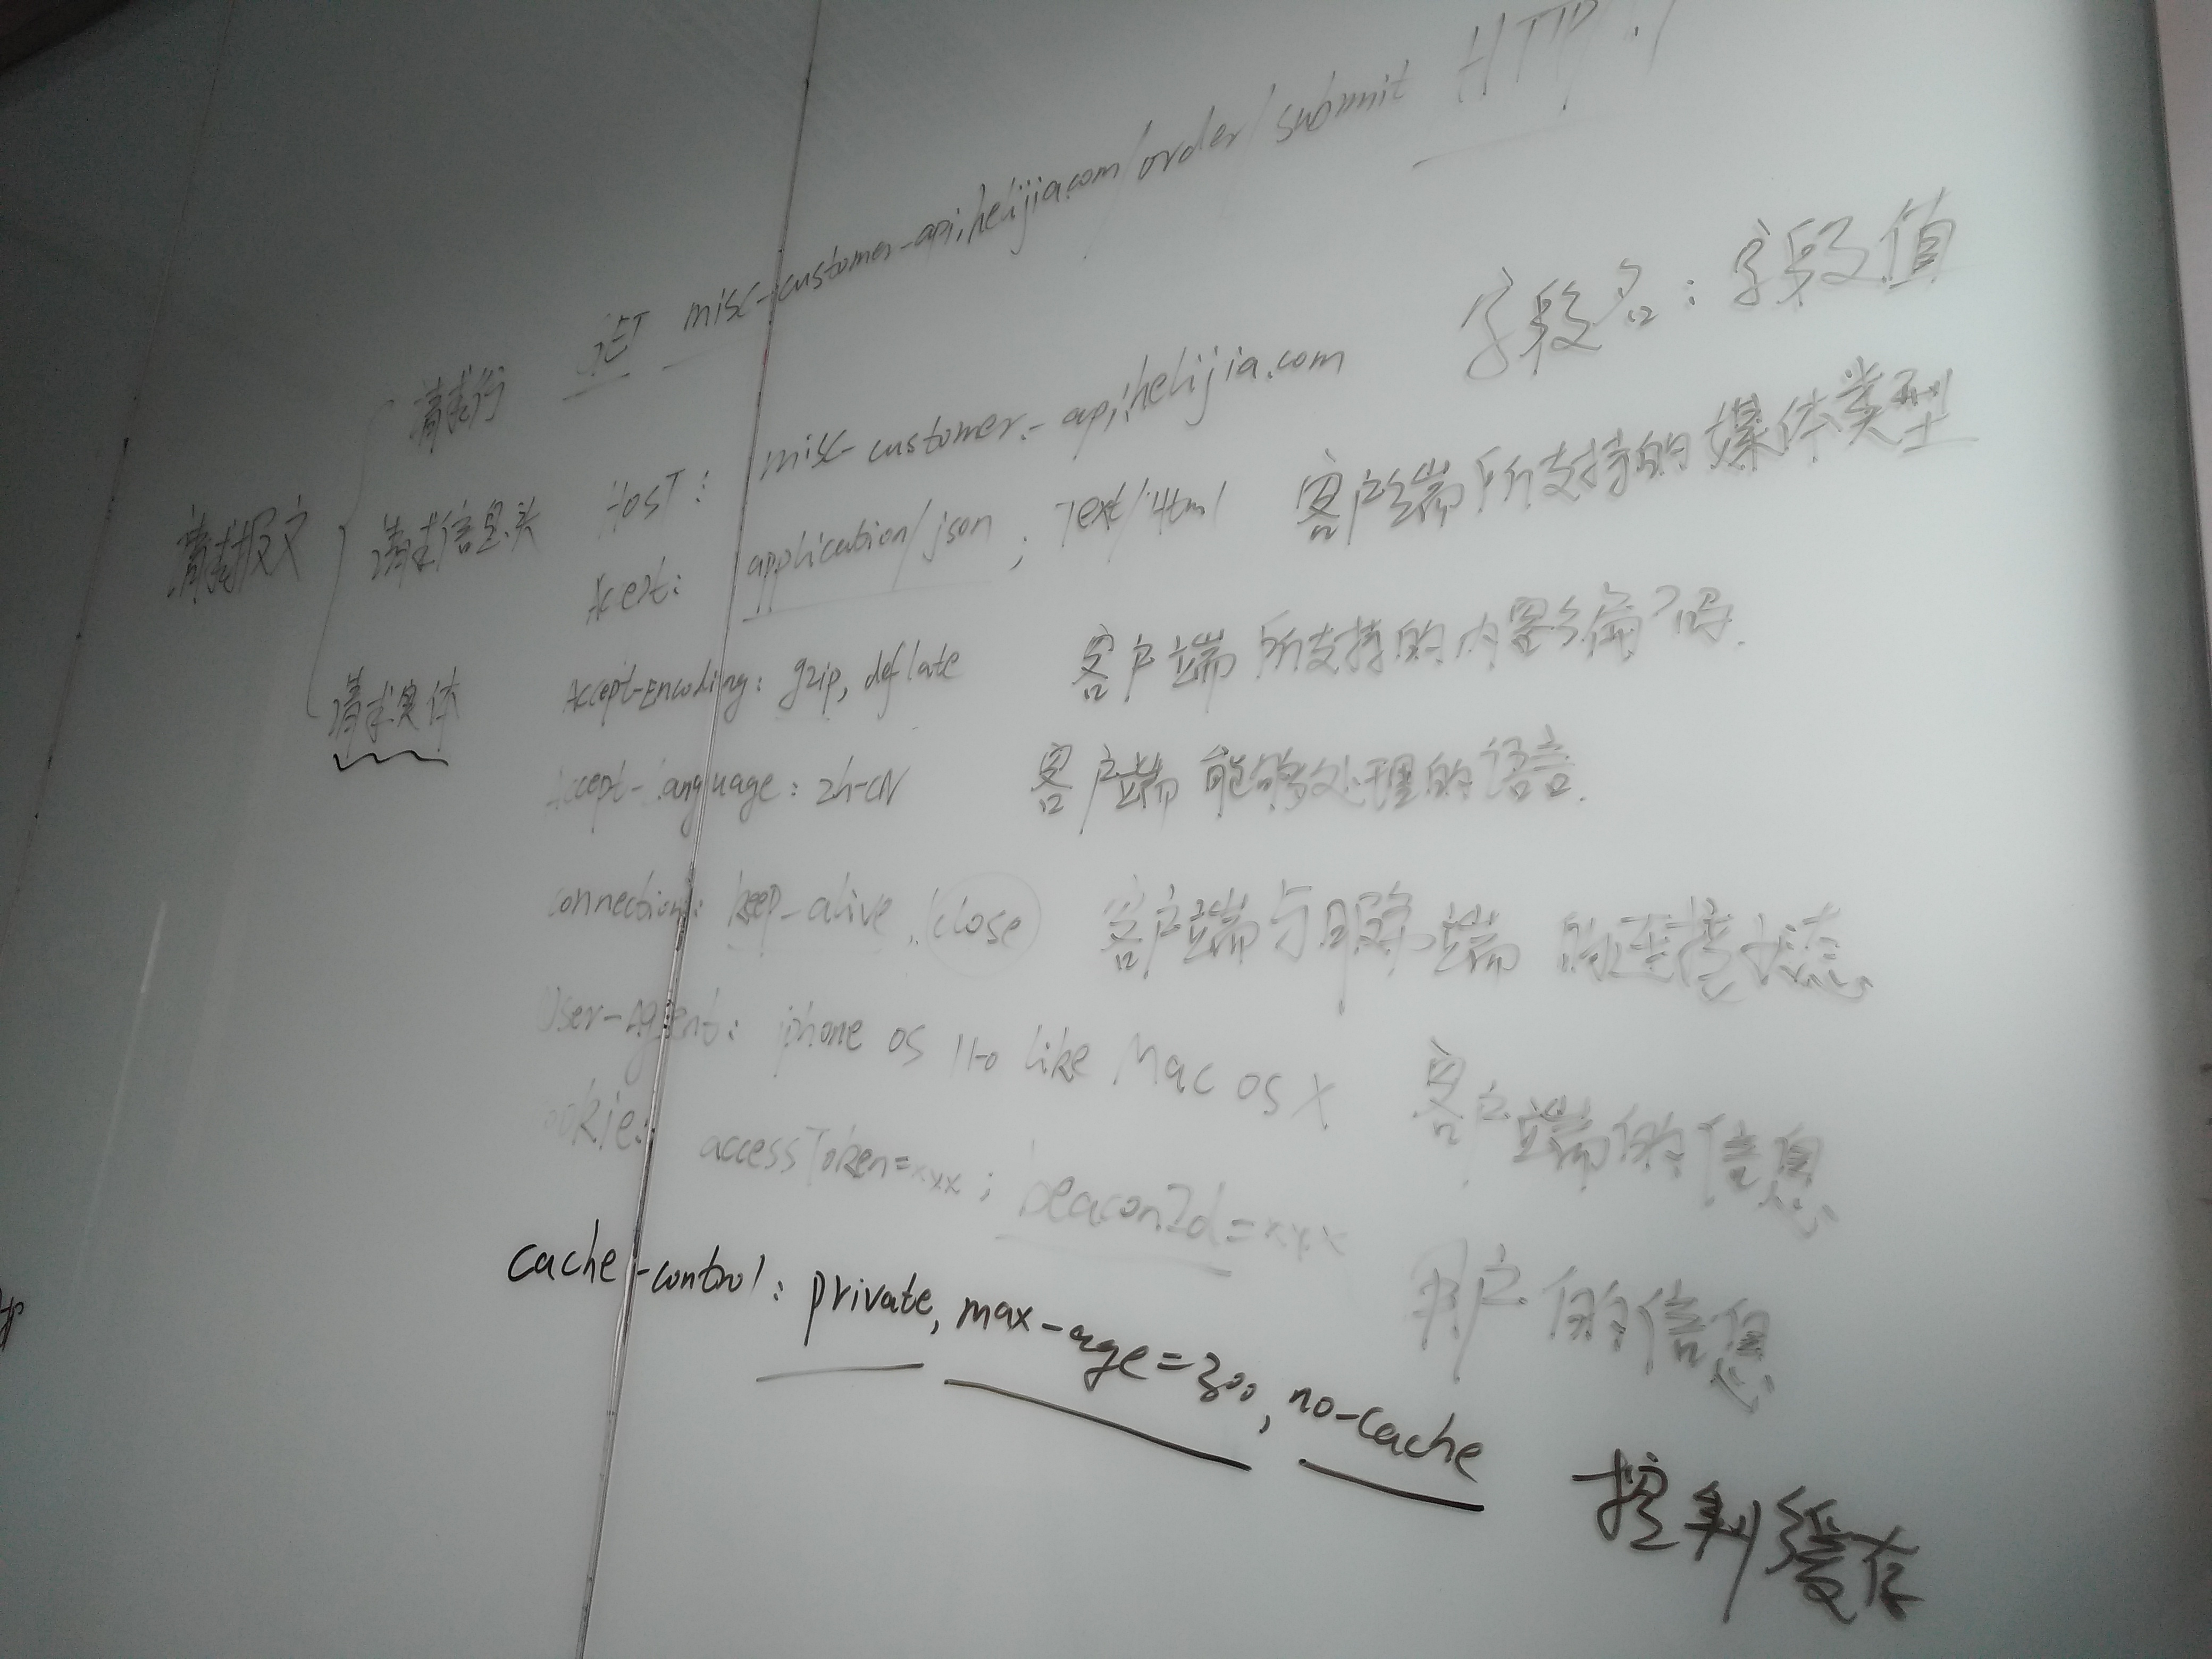 请求行 GET misc-customer-api.helijia.com/order/submit HTTP
字段名：字段值
请求报文 请求信息头 HOST: misc-customer-api.helijia.com
Accept: application/json ; Text/Html 客户端所支持的媒体类型
请求实体 Accept-Encoding: gzip, deflate 客户端所支持的内容编码.
Accept-language: zh-CN 客户端能够处理的语言.
connection: keep-alive, close 客户端与服务端的连接状态
User-Agent: iphone OS 11-0 like Mac OS X 客户端的信息
ookie: accessToken=xxx ; beaconId=xxx 用户的信息
cache-control: private, max-age=300, no-cache 控制缓存